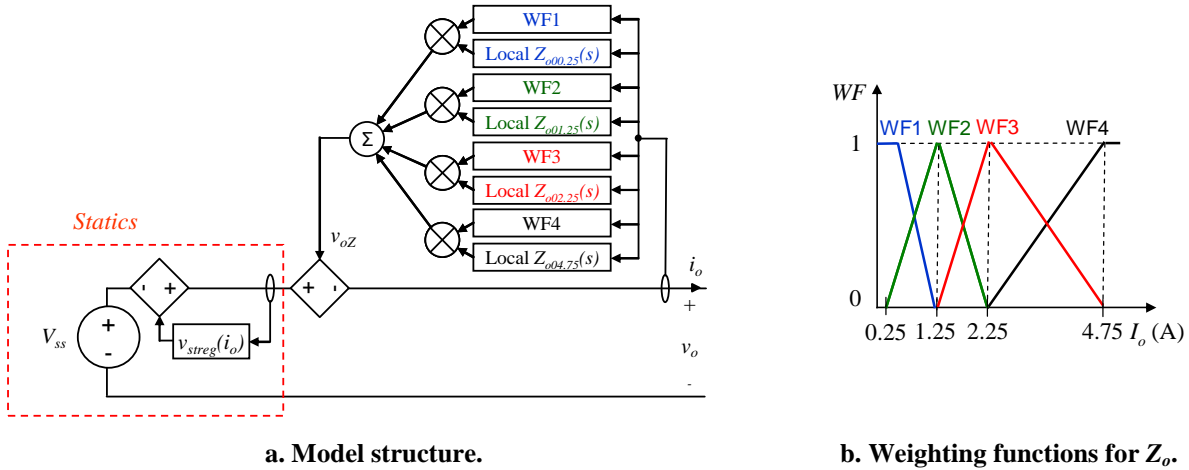 WF1
Local Z_o00.25(s)
WF2
Local Z_o01.25(s)
Σ
WF3
Local Z_o02.25(s)
WF4
Local Z_o04.75(s)
Statics
v_oZ
i_o
- +
+ -
+
+
-
V_ss
v_streg(i_o)
v_o
-
a. Model structure.
WF
WF1 WF2 WF3 WF4
1
0
0.25 1.25 2.25 4.75 I_o (A)
b. Weighting functions for Z_o.